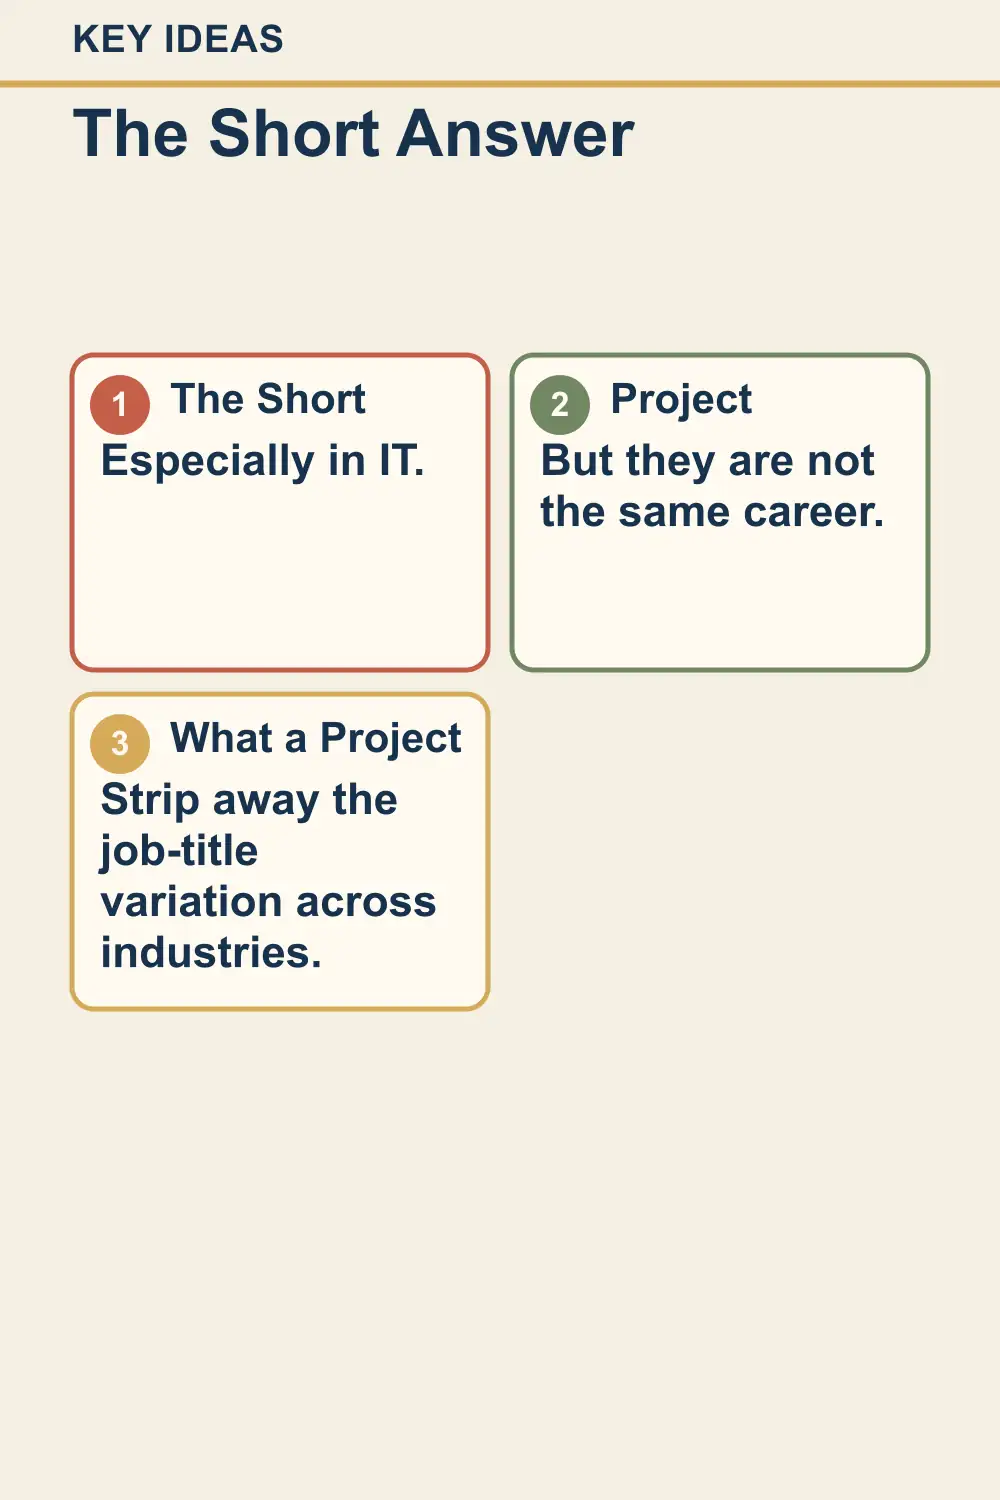 KEY IDEAS
The Short Answer
1 The Short
Especially in IT.
2 Project
But they are not
the same career.
3 What a Project
Strip away the
job-title
variation across
industries.